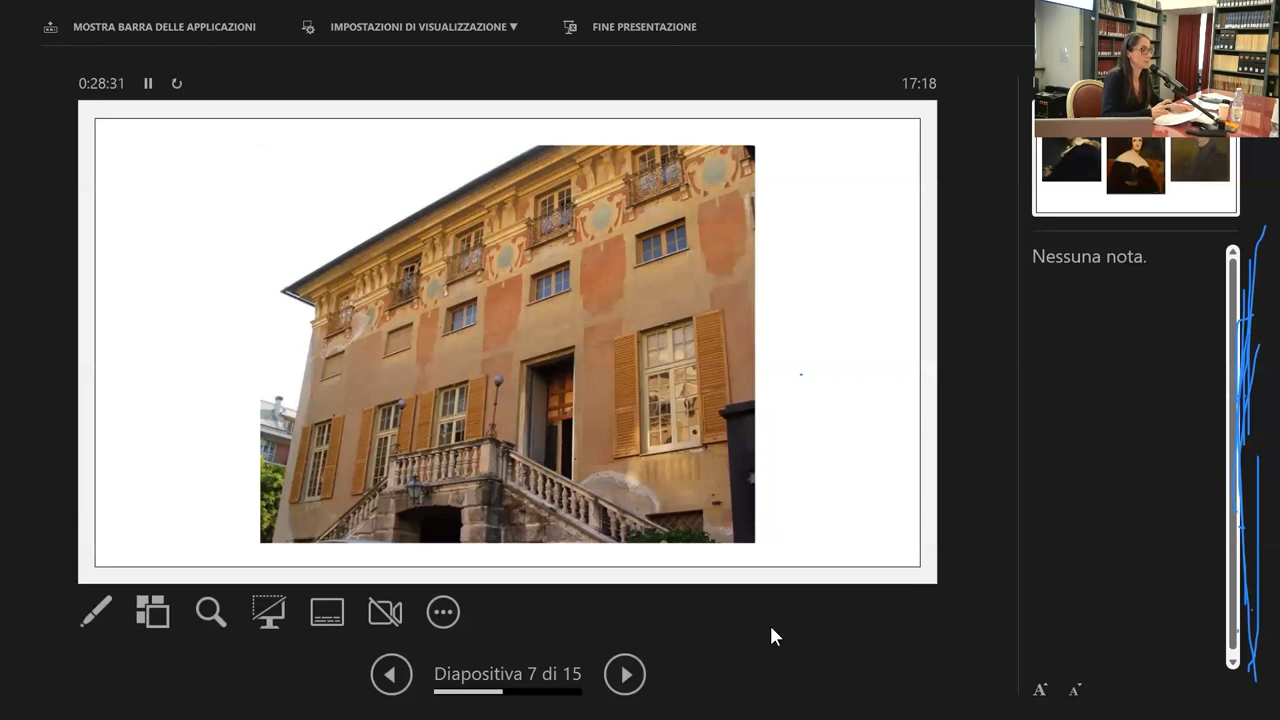 MOSTRA BARRA DELLE APPLICAZIONI IMPOSTAZIONI DI VISUALIZZAZIONE ▼ FINE PRESENTAZIONE
0:28:31 17:18
Nessuna nota.
Diapositiva 7 di 15
A A